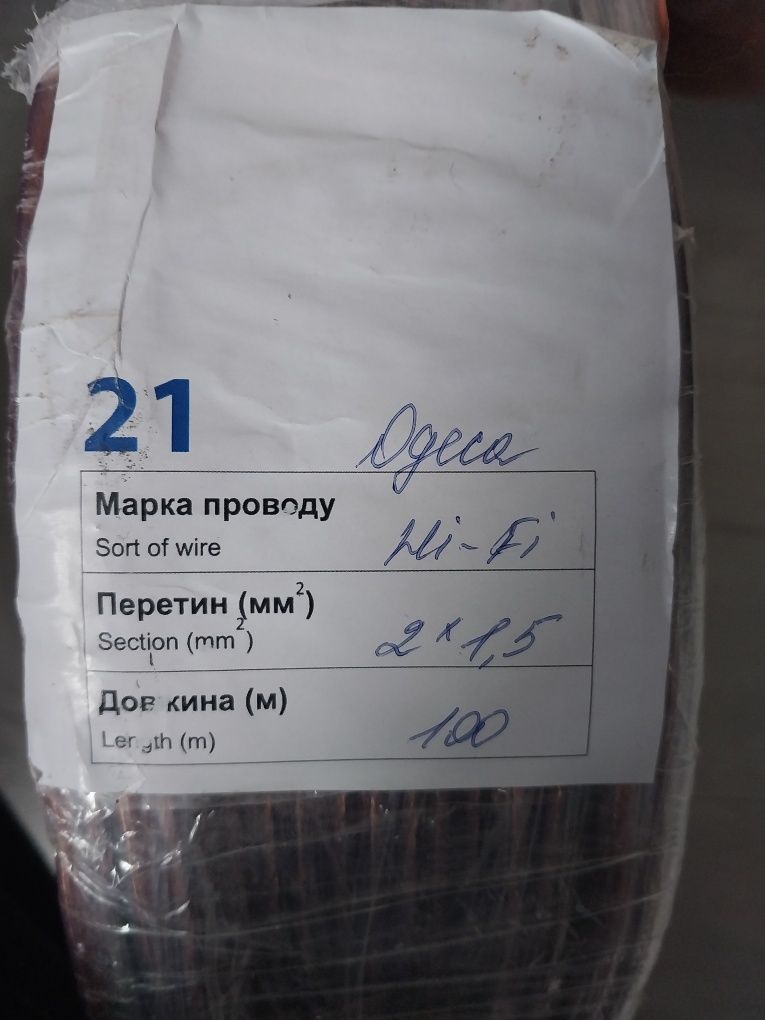 21
Одеса
Марка проводу
Sort of wire
Hi-Fi
Перетин (мм²)
Section (mm²)
2 x 1,5
Довжина (м)
Length (m)
100